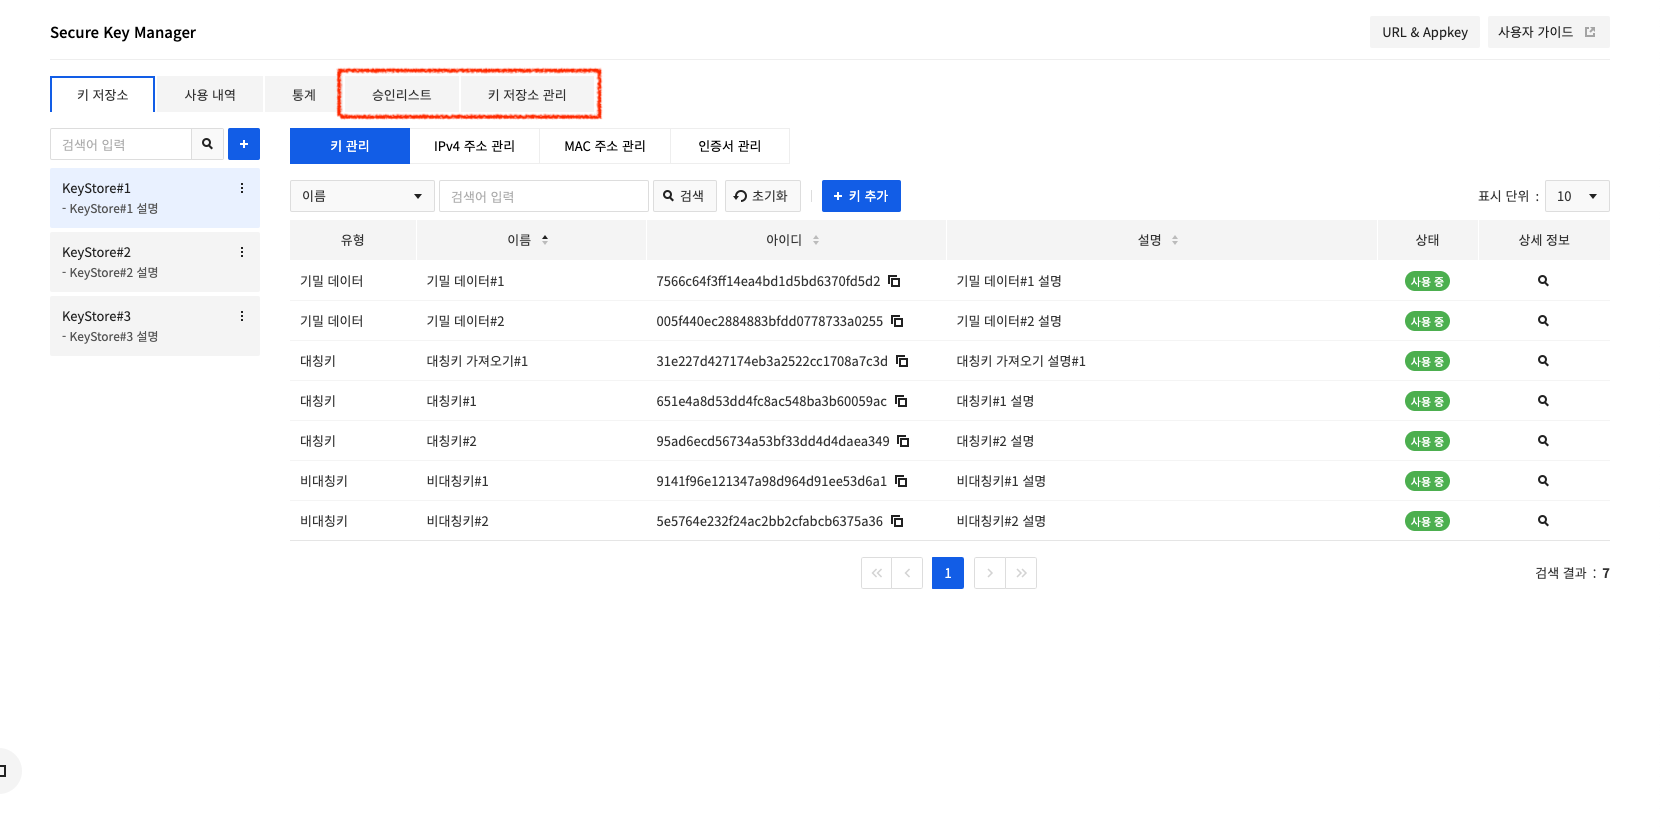 Secure Key Manager
URL & Appkey
사용자 가이드
키 저장소
사용 내역
통계
승인리스트
키 저장소 관리
검색어 입력
+
키 관리
IPv4 주소 관리
MAC 주소 관리
인증서 관리
KeyStore#1
- KeyStore#1 설명
KeyStore#2
- KeyStore#2 설명
KeyStore#3
- KeyStore#3 설명
이름
검색어 입력
검색
초기화
+ 키 추가
표시 단위 : 10
유형 이름 아이디 설명 상태 상세 정보
기밀 데이터 기밀 데이터#1 7566c64f3ff14ea4bd1d5bd6370fd5d2 기밀 데이터#1 설명 사용 중
기밀 데이터 기밀 데이터#2 005f440ec2884883bfdd0778733a0255 기밀 데이터#2 설명 사용 중
대칭키 대칭키 가져오기#1 31e227d427174eb3a2522cc1708a7c3d 대칭키 가져오기 설명#1 사용 중
대칭키 대칭키#1 651e4a8d53dd4fc8ac548ba3b60059ac 대칭키#1 설명 사용 중
대칭키 대칭키#2 95ad6ecd56734a53bf33dd4d4daea349 대칭키#2 설명 사용 중
비대칭키 비대칭키#1 9141f96e121347a98d964d91ee53d6a1 비대칭키#1 설명 사용 중
비대칭키 비대칭키#2 5e5764e232f24ac2bb2cfabcb6375a36 비대칭키#2 설명 사용 중
1
검색 결과 : 7